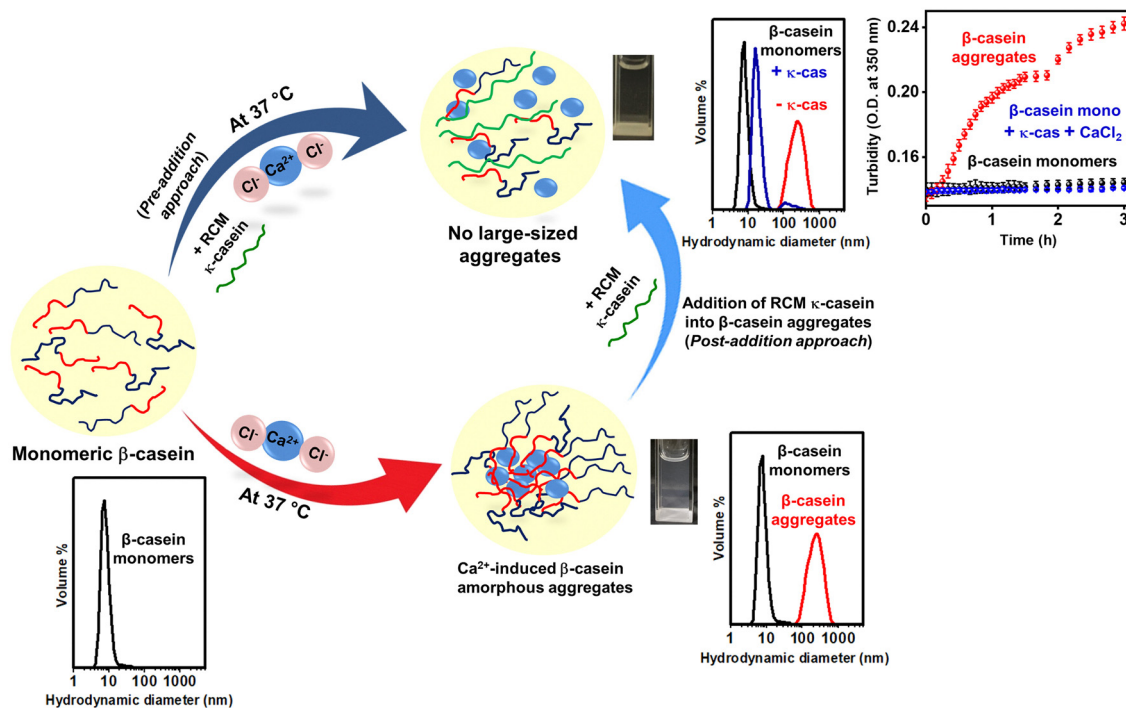 At 37 °C
(Pre-addition
approach)
Cl-
Ca2+
Cl-
+ RCM
κ-casein
No large-sized
aggregates
Volume %
β-casein
monomers
+ κ-cas
- κ-cas
1 10 100 1000
Hydrodynamic diameter (nm)
Turbidity (O.D. at 350 nm)
0.24
0.20
0.16
β-casein
aggregates
β-casein mono
+ κ-cas + CaCl2
β-casein monomers
0 1 2 3
Time (h)
+ RCM
κ-casein
Addition of RCM κ-casein
into β-casein aggregates
(Post-addition approach)
Monomeric β-casein
Cl-
Ca2+
Cl-
At 37 °C
Ca2+-induced β-casein
amorphous aggregates
Volume %
β-casein
monomers
β-casein
aggregates
1 10 100 1000
Hydrodynamic diameter (nm)
Volume %
β-casein
monomers
1 10 100 1000
Hydrodynamic diameter (nm)